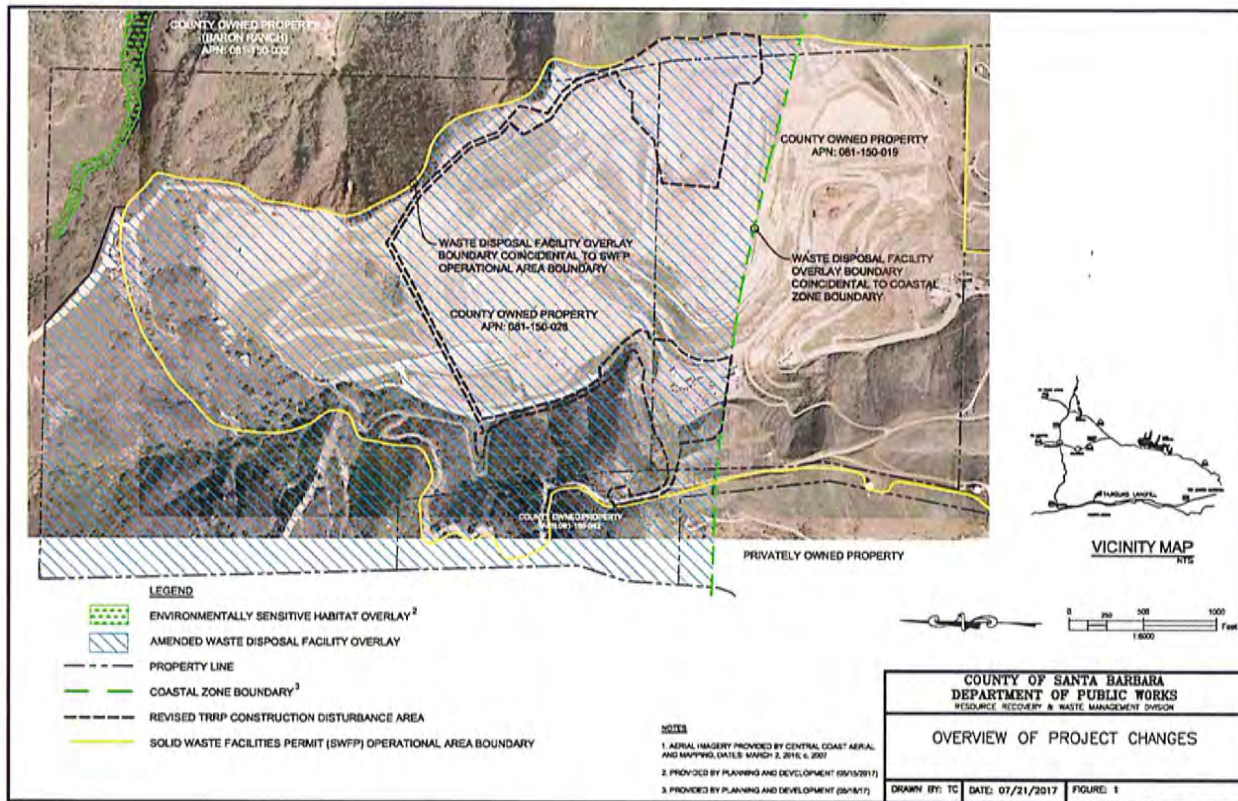 COUNTY OWNED PROPERTY
(BARON RANCH)
APN: 081-150-032
COUNTY OWNED PROPERTY
APN: 081-150-019
WASTE DISPOSAL FACILITY OVERLAY
BOUNDARY COINCIDENTAL TO SWFP
OPERATIONAL AREA BOUNDARY
WASTE DISPOSAL FACILITY
OVERLAY BOUNDARY
COINCIDENTAL TO COASTAL
ZONE BOUNDARY
COUNTY OWNED PROPERTY
APN: 081-150-026
COUNTY OWNED PROPERTY
PRIVATELY OWNED PROPERTY
TAJIGUAS LANDFILL
VICINITY MAP
NTS
LEGEND
ENVIRONMENTALLY SENSITIVE HABITAT OVERLAY2
AMENDED WASTE DISPOSAL FACILITY OVERLAY
PROPERTY LINE
COASTAL ZONE BOUNDARY3
REVISED TRRP CONSTRUCTION DISTURBANCE AREA
SOLID WASTE FACILITIES PERMIT (SWFP) OPERATIONAL AREA BOUNDARY
0 250 500 1000
Feet
1:6000
NOTES
1. AERIAL IMAGERY PROVIDED BY CENTRAL COAST AERIAL
AND MAPPING, DATES: MARCH 2, 2016; 2007
2. PROVIDED BY PLANNING AND DEVELOPMENT (05/15/2017)
3. PROVIDED BY PLANNING AND DEVELOPMENT (05/18/17)
COUNTY OF SANTA BARBARA
DEPARTMENT OF PUBLIC WORKS
RESOURCE RECOVERY & WASTE MANAGEMENT DIVISION
OVERVIEW OF PROJECT CHANGES
DRAWN BY: TC DATE: 07/21/2017 FIGURE: 1